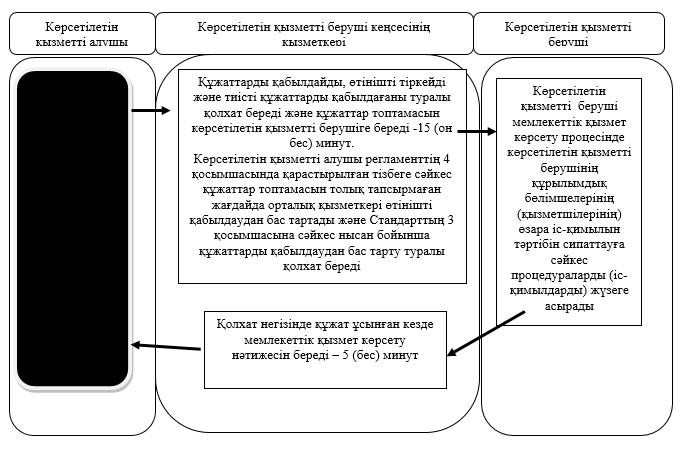 Көрсетілетін
қызметті алушы
Көрсетілетін қызметті беруші кеңсесінің
қызметкері
Көрсетілетін қызметті
беруші
Құжаттарды қабылдайды, өтінішті тіркейді
және тиісті құжаттарды қабылдағаны туралы
қолхат береді және құжаттар топтамасын
көрсетілетін қызметті берушіге береді -15 (он
бес) минут.
Көрсетілетін қызметті алушы регламенттің 4
қосымшасында қарастырылған тізбеге сәйкес
құжаттар топтамасын толық тапсырмаған
жағдайда орталық қызметкері өтінішті
қабылдаудан бас тартады және Стандарттың 3
қосымшасына сәйкес нысан бойынша
құжаттарды қабылдаудан бас тарту туралы
қолхат береді
Көрсетілетін
қызметті беруші
мемлекеттік қызмет
көрсету процесінде
көрсетілетін қызметті
берушінің
құрылымдық
бөлімшелерінің
(қызметшілерінің)
өзара іс-қимылын
тәртібін сипаттауға
сәйкес
процедураларды (іс-
қимылдарды) жүзеге
асырады
Қолхат негізінде құжат ұсынған кезде
мемлекеттік қызмет көрсету
нәтижесін береді – 5 (бес) минут